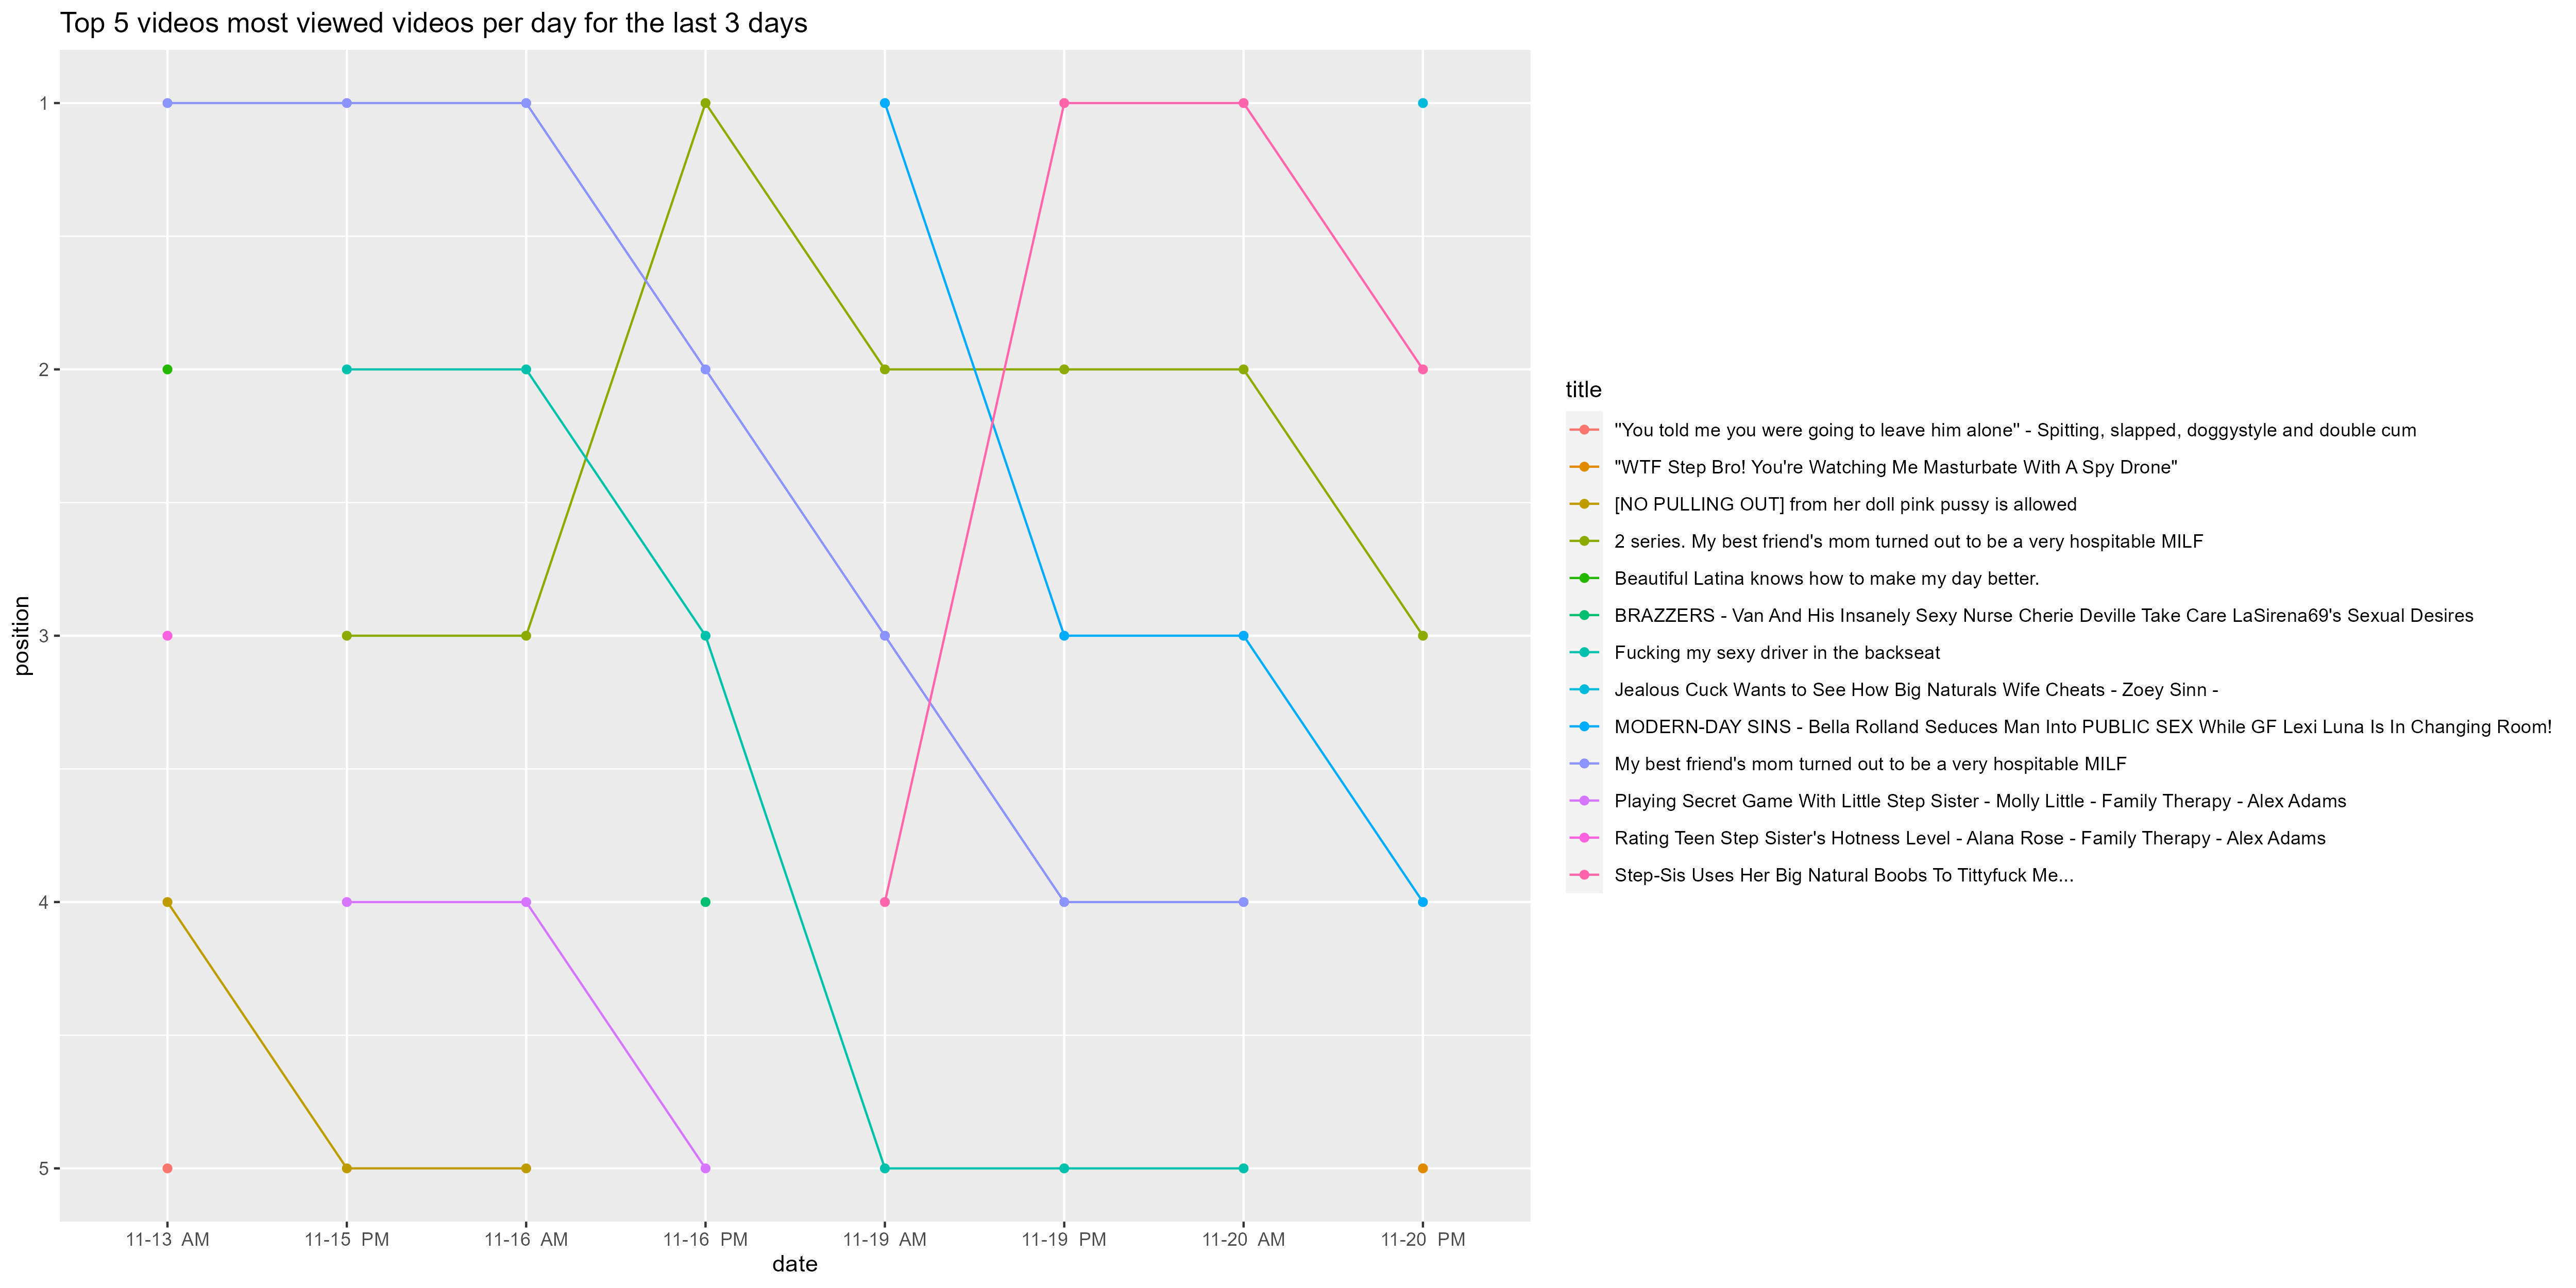 Top 5 videos most viewed videos per day for the last 3 days
position
1
2
3
4
5
11-13 AM
11-15 PM
11-16 AM
11-16 PM
11-19 AM
11-19 PM
11-20 AM
11-20 PM
date
title
"You told me you were going to leave him alone" - Spitting, slapped, doggystyle and double cum
"WTF Step Bro! You're Watching Me Masturbate With A Spy Drone"
[NO PULLING OUT] from her doll pink pussy is allowed
2 series. My best friend's mom turned out to be a very hospitable MILF
Beautiful Latina knows how to make my day better.
BRAZZERS - Van And His Insanely Sexy Nurse Cherie Deville Take Care LaSirena69's Sexual Desires
Fucking my sexy driver in the backseat
Jealous Cuck Wants to See How Big Naturals Wife Cheats - Zoey Sinn -
MODERN-DAY SINS - Bella Rolland Seduces Man Into PUBLIC SEX While GF Lexi Luna Is In Changing Room!
My best friend's mom turned out to be a very hospitable MILF
Playing Secret Game With Little Step Sister - Molly Little - Family Therapy - Alex Adams
Rating Teen Step Sister's Hotness Level - Alana Rose - Family Therapy - Alex Adams
Step-Sis Uses Her Big Natural Boobs To Tittyfuck Me...